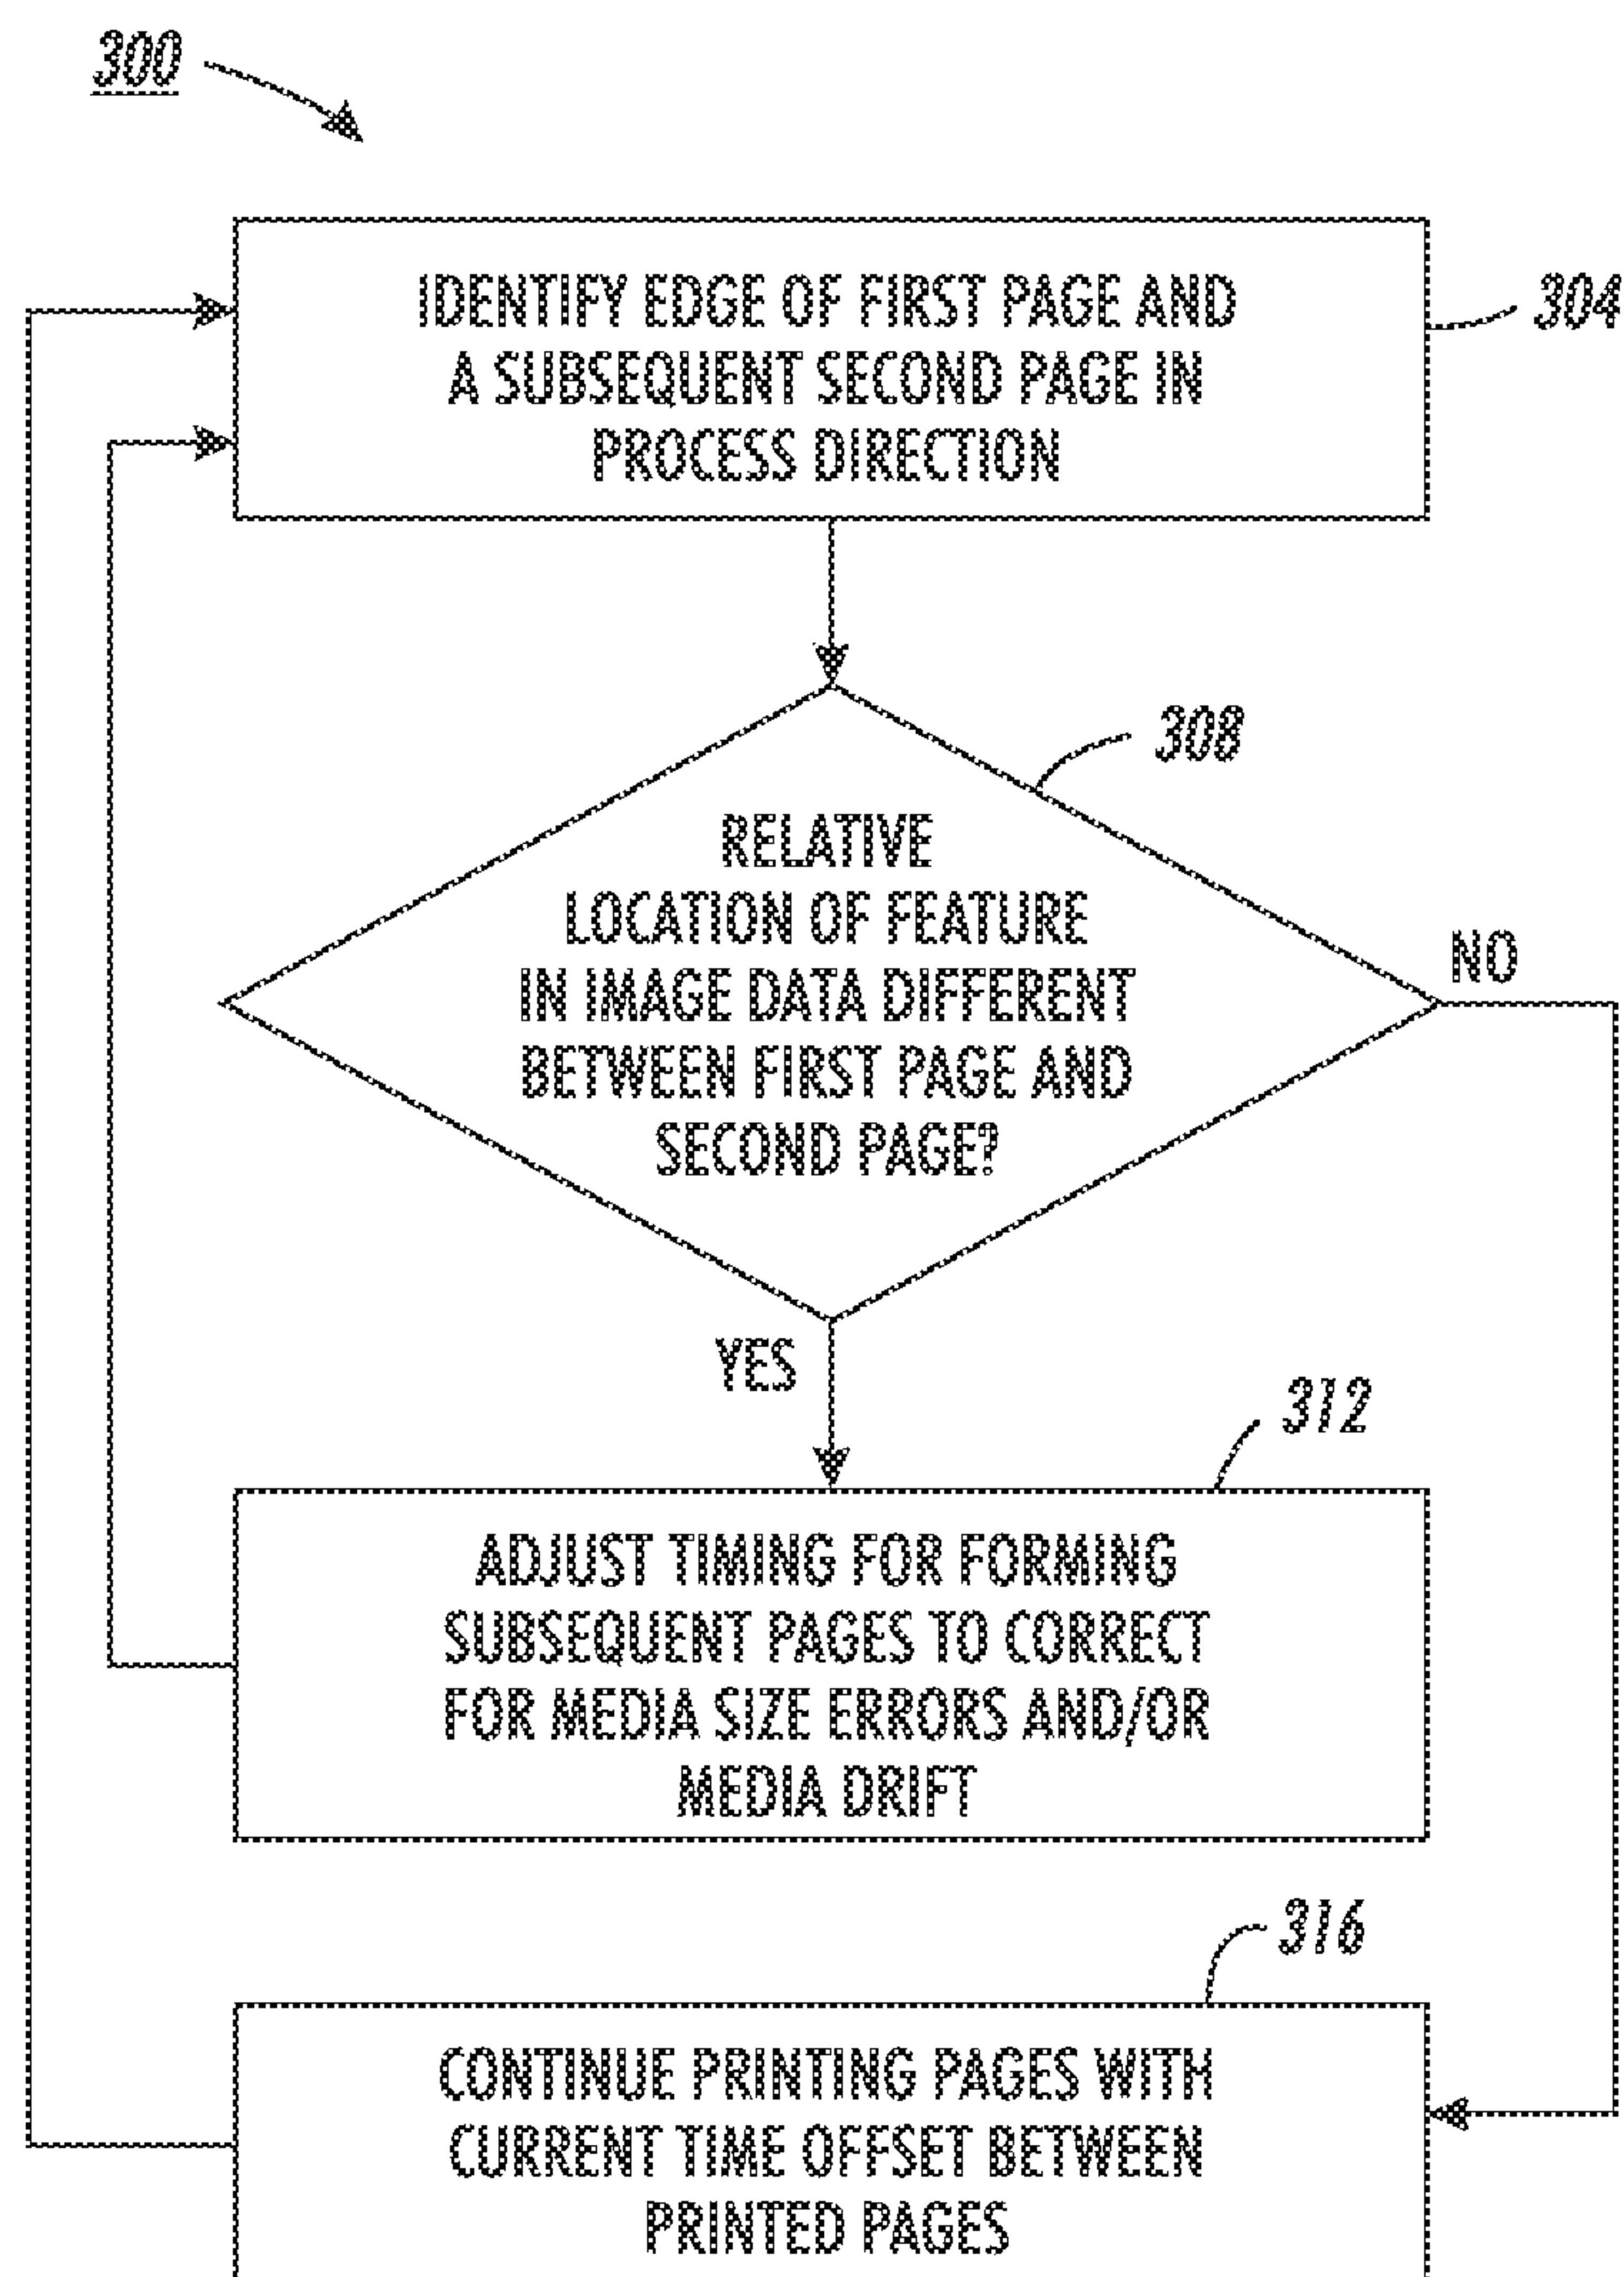 300
IDENTIFY EDGE OF FIRST PAGE AND
A SUBSEQUENT SECOND PAGE IN
PROCESS DIRECTION
304
308
RELATIVE
LOCATION OF FEATURE
IN IMAGE DATA DIFFERENT
BETWEEN FIRST PAGE AND
SECOND PAGE?
NO
YES
312
ADJUST TIMING FOR FORMING
SUBSEQUENT PAGES TO CORRECT
FOR MEDIA SIZE ERRORS AND/OR
MEDIA DRIFT
316
CONTINUE PRINTING PAGES WITH
CURRENT TIME OFFSET BETWEEN
PRINTED PAGES